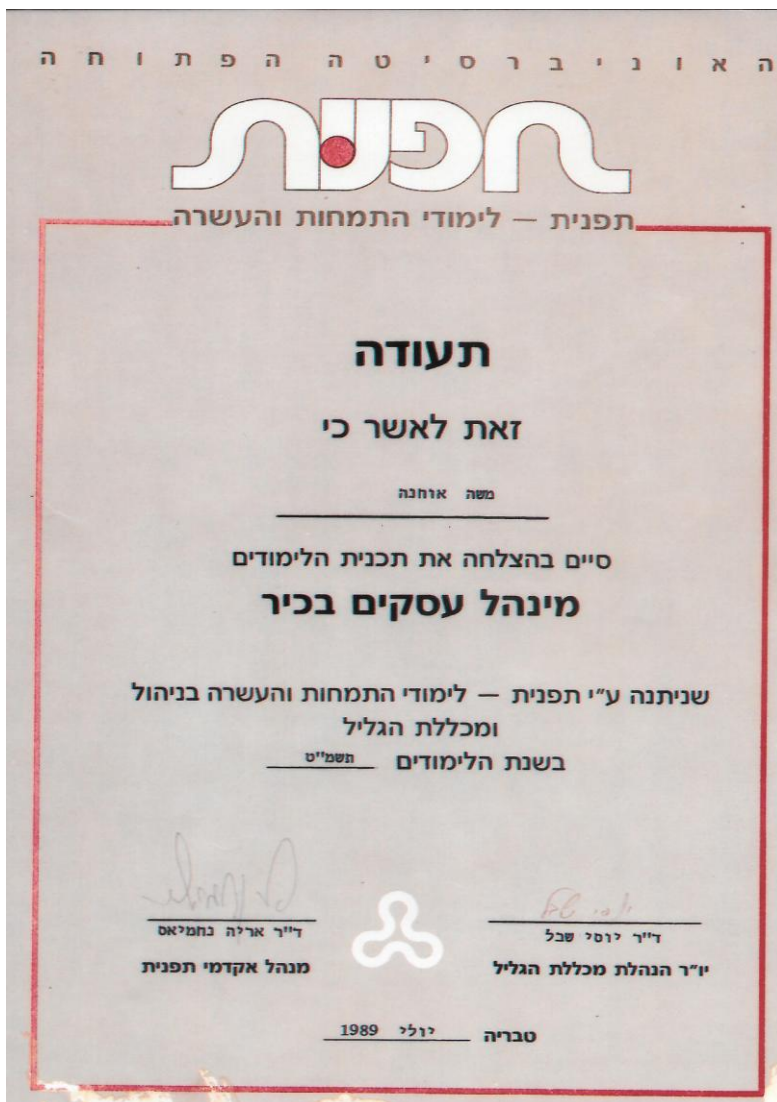 האוניברסיטה הפתוחה
תפנית
תפנית — לימודי התמחות והעשרה
תעודה
זאת לאשר כי
משה אוחנה
סיים בהצלחה את תכנית הלימודים
מינהל עסקים בכיר
שניתנה ע״י תפנית — לימודי התמחות והעשרה בניהול
ומכללת הגליל
בשנת הלימודים תשמ''ט
ד''ר יוסי שבל
יו״ר הנהלת מכללת הגליל
ד''ר אריה נחמיאס
מנהל אקדמי תפנית
טבריה יולי 1989